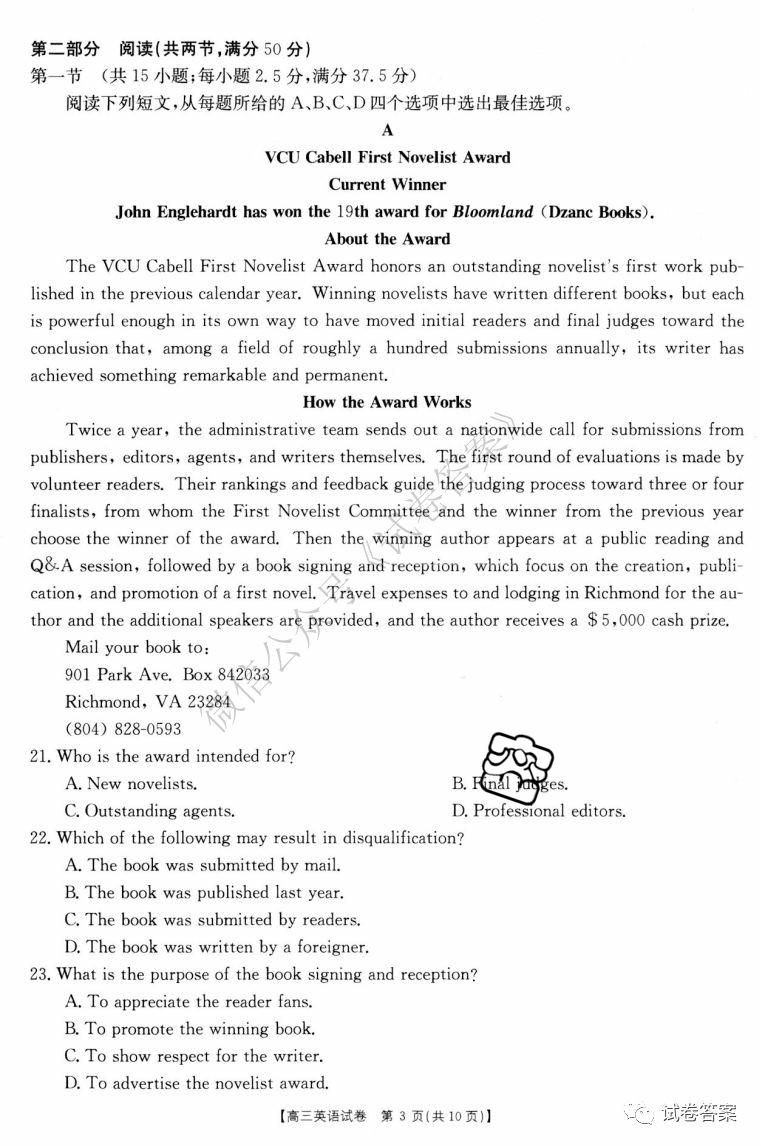 第二部分 阅读(共两节,满分 50 分)
第一节 (共 15 小题;每小题 2.5 分,满分 37.5 分)
阅读下列短文,从每题所给的 A、B、C、D 四个选项中选出最佳选项。
A
VCU Cabell First Novelist Award
Current Winner
John Englehardt has won the 19th award for Bloomland (Dzanc Books).
About the Award
The VCU Cabell First Novelist Award honors an outstanding novelist's first work pub-
lished in the previous calendar year. Winning novelists have written different books, but each
is powerful enough in its own way to have moved initial readers and final judges toward the
conclusion that, among a field of roughly a hundred submissions annually, its writer has
achieved something remarkable and permanent.
How the Award Works
Twice a year, the administrative team sends out a nationwide call for submissions from
publishers, editors, agents, and writers themselves. The first round of evaluations is made by
volunteer readers. Their rankings and feedback guide the judging process toward three or four
finalists, from whom the First Novelist Committee and the winner from the previous year
choose the winner of the award. Then the winning author appears at a public reading and
Q&A session, followed by a book signing and reception, which focus on the creation, publi-
cation, and promotion of a first novel. Travel expenses to and lodging in Richmond for the au-
thor and the additional speakers are provided, and the author receives a $5,000 cash prize.
Mail your book to:
901 Park Ave. Box 842033
Richmond, VA 23284
(804) 828-0593
21. Who is the award intended for?
A. New novelists. B. Final judges.
C. Outstanding agents. D. Professional editors.
22. Which of the following may result in disqualification?
A. The book was submitted by mail.
B. The book was published last year.
C. The book was submitted by readers.
D. The book was written by a foreigner.
23. What is the purpose of the book signing and reception?
A. To appreciate the reader fans.
B. To promote the winning book.
C. To show respect for the writer.
D. To advertise the novelist award.
【高三英语试卷 第 3 页(共 10 页)】
微信公众号《试卷答案》
试卷答案